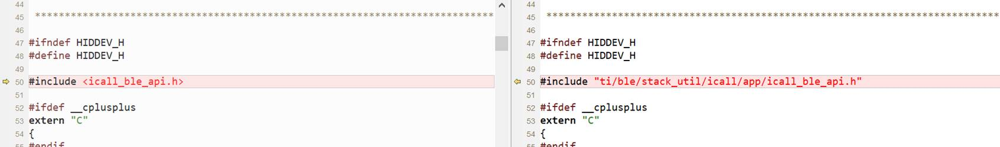 44
45 ******************************************************************************
46
47 #ifndef HIDDEV_H
48 #define HIDDEV_H
49
50 #include <icall_ble_api.h>
51
52 #ifdef __cplusplus
53 extern "C"
54 {
55 #endif
44
45 ******************************************************************************
46
47 #ifndef HIDDEV_H
48 #define HIDDEV_H
49
50 #include "ti/ble/stack_util/icall/app/icall_ble_api.h"
51
52 #ifdef __cplusplus
53 extern "C"
54 {
55 #endif